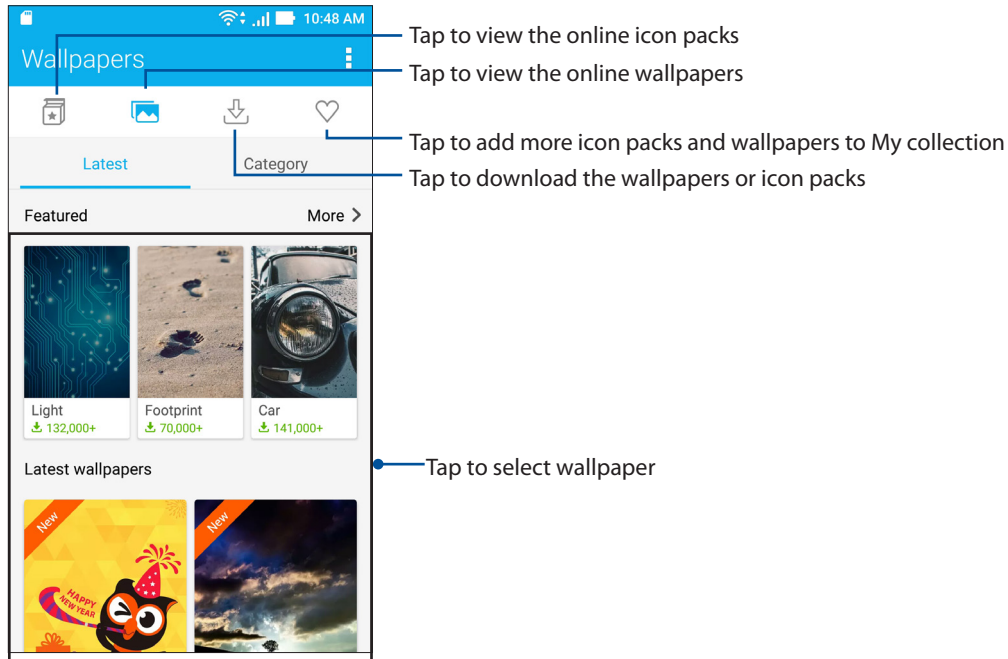 10:48 AM
Wallpapers
Tap to view the online icon packs
Tap to view the online wallpapers
Tap to add more icon packs and wallpapers to My collection
Tap to download the wallpapers or icon packs
Latest Category
Featured More
Light Footprint Car
132,000+ 70,000+ 141,000+
Tap to select wallpaper
Latest wallpapers
New New
HAPPY
NEW YEAR